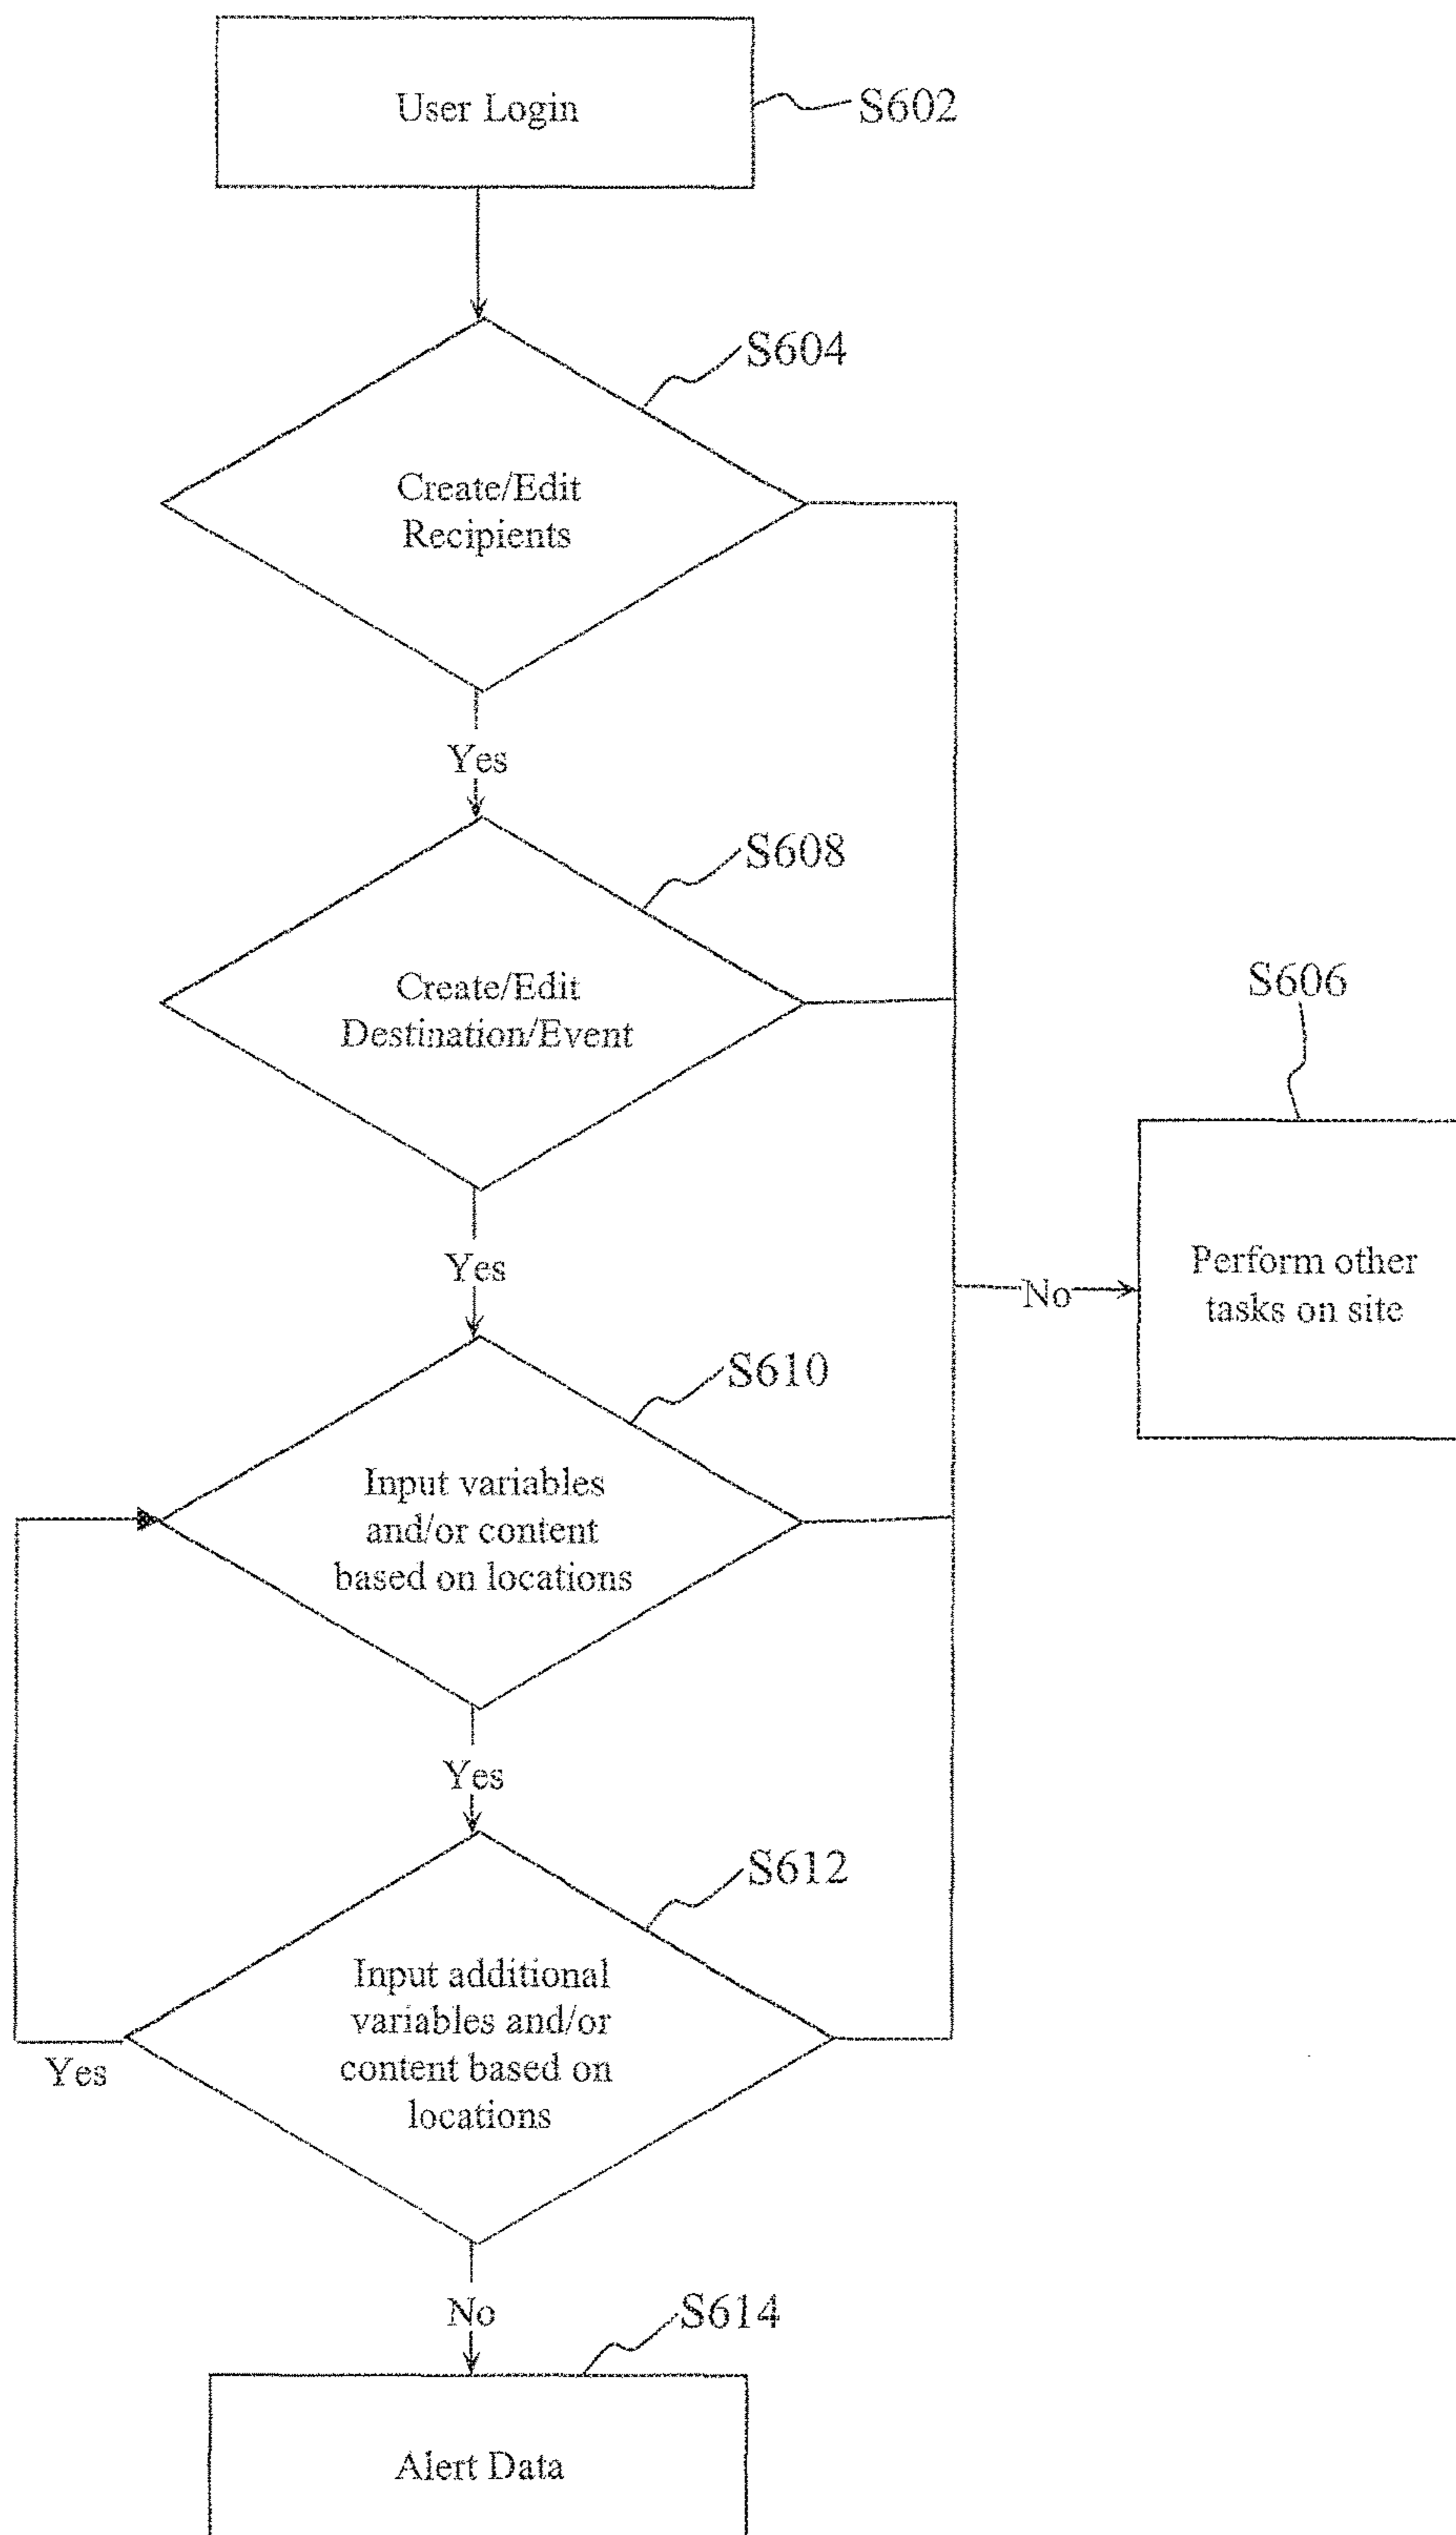 User Login
S602
S604
Create/Edit
Recipients
Yes
S608
Create/Edit
Destination/Event
S606
Perform other
tasks on site
Yes
No
S610
Input variables
and/or content
based on locations
Yes
S612
Input additional
variables and/or
content based on
locations
Yes
No
S614
Alert Data